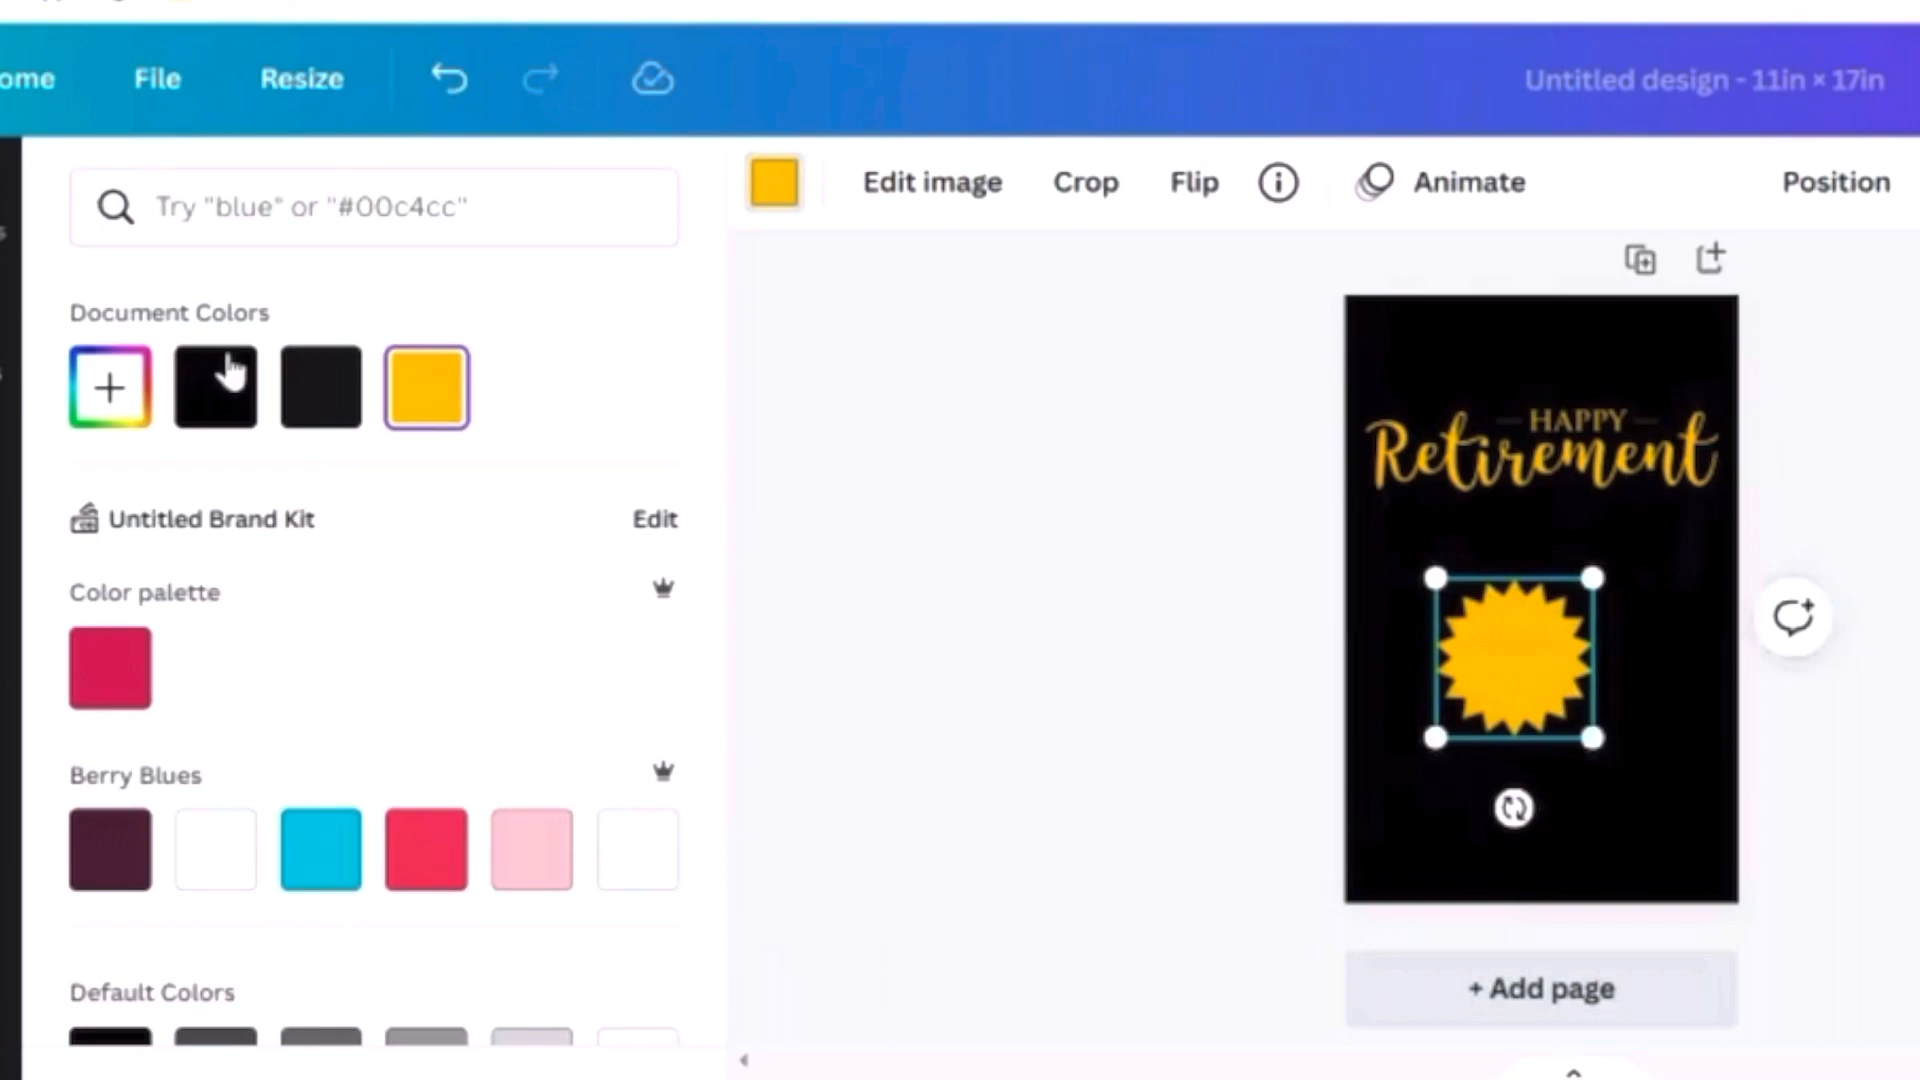 ome File Resize Untitled design - 11in × 17in
Try "blue" or "#00c4cc"
Edit image Crop Flip Animate Position
Document Colors
HAPPY
Retirement
Untitled Brand Kit Edit
Color palette
Berry Blues
Default Colors
+ Add page